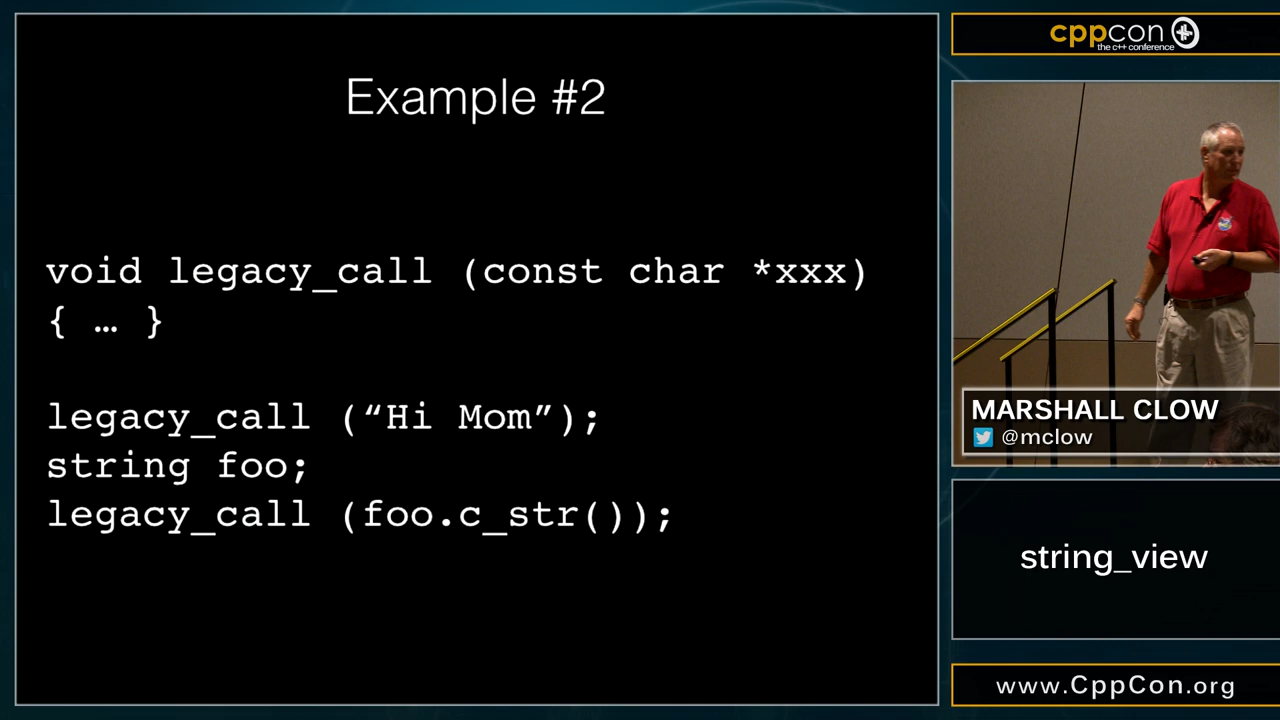 Example #2
void legacy_call (const char *xxx)
{ … }
legacy_call (“Hi Mom”);
string foo;
legacy_call (foo.c_str());
cppcon
the c++ conference
MARSHALL CLOW
@mclow
string_view
www.CppCon.org